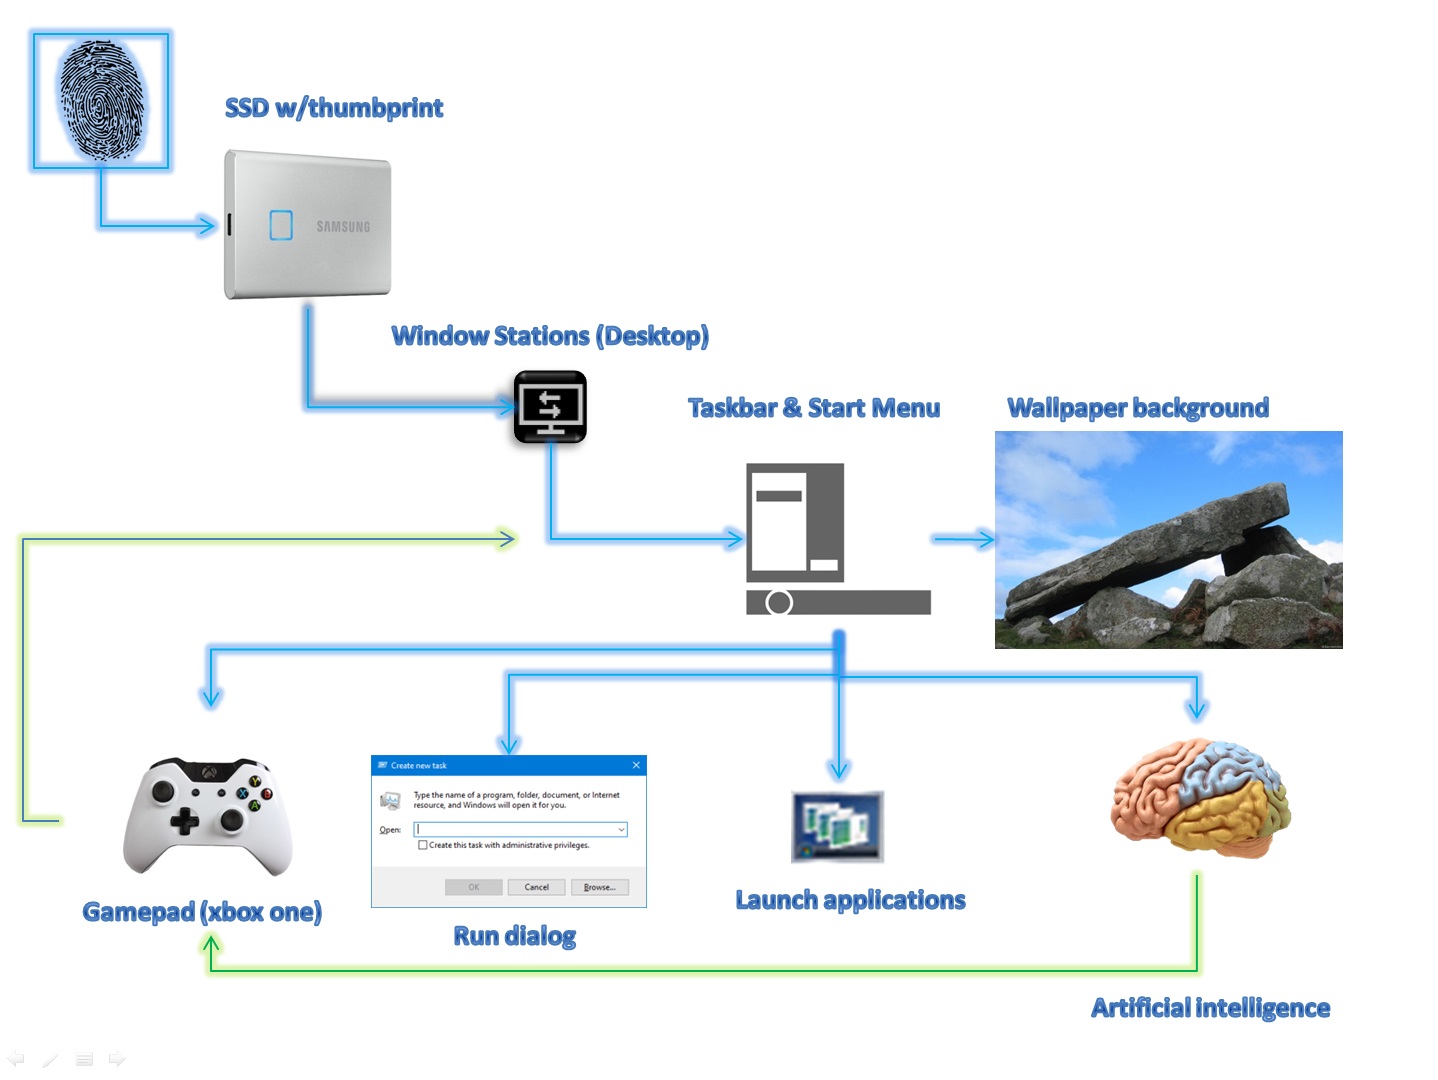 SSD w/thumbprint
SAMSUNG
Window Stations (Desktop)
Taskbar & Start Menu
Wallpaper background
Create new task
Type the name of a program, folder, document, or Internet
resource, and Windows will open it for you.
Open:
Create this task with administrative privileges.
OK
Cancel
Browse...
Y
X
B
A
Gamepad (xbox one)
Run dialog
Launch applications
Artificial intelligence